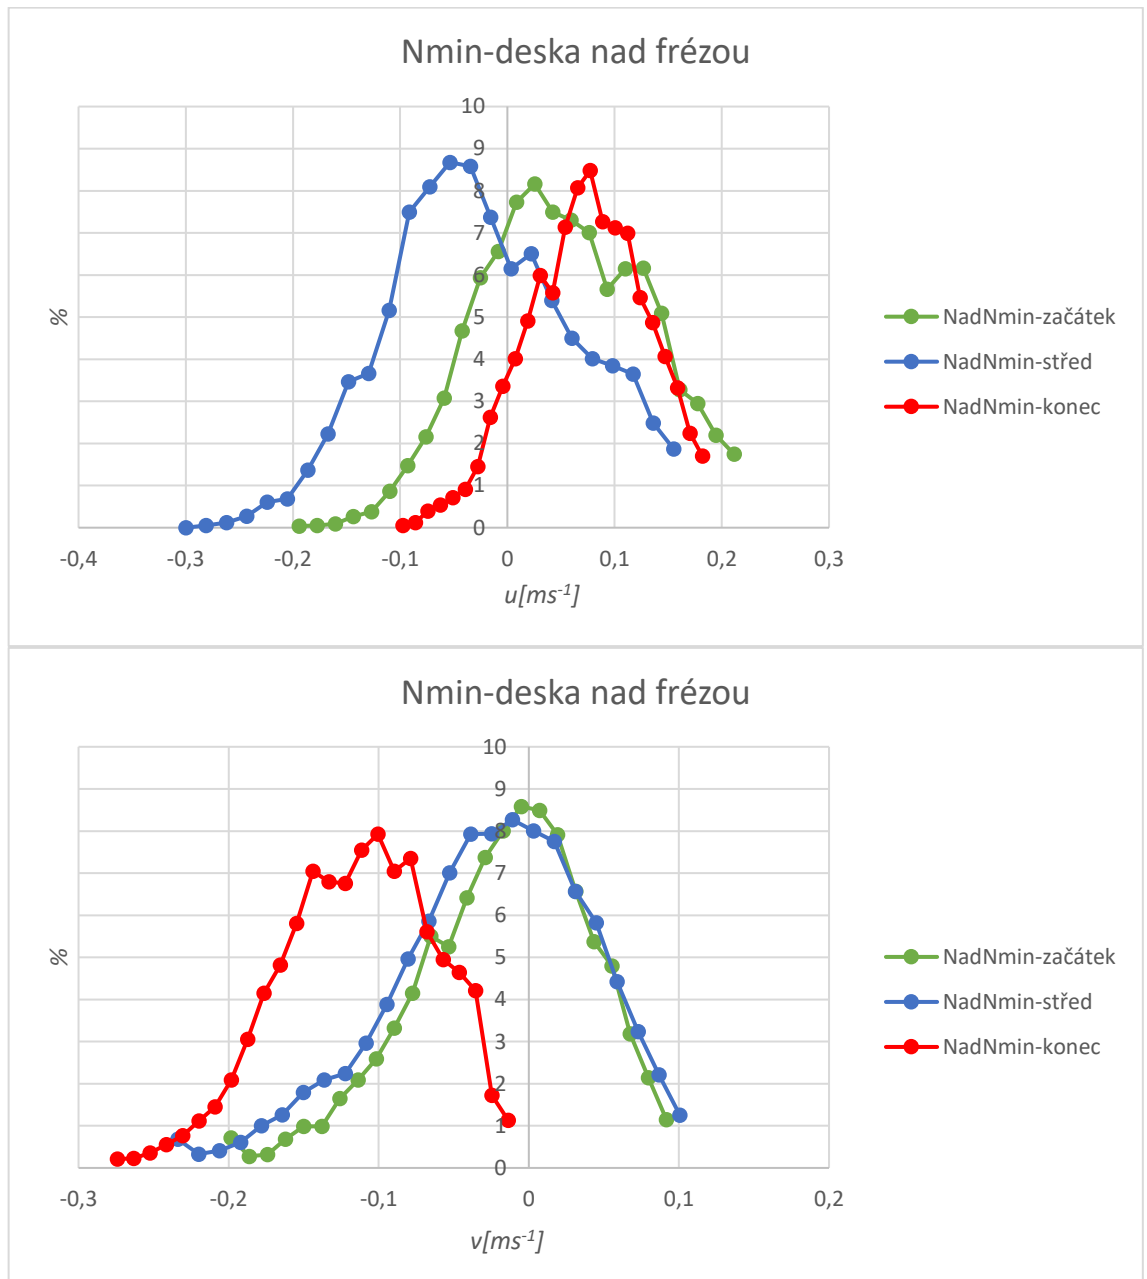 Nmin-deska nad frézou
10
9
8
7
6
5
4
3
2
1
0
%
-0,4 -0,3 -0,2 -0,1 0 0,1 0,2 0,3
u[ms-1]
NadNmin-začátek
NadNmin-střed
NadNmin-konec
Nmin-deska nad frézou
10
9
8
7
6
5
4
3
2
1
0
%
-0,3 -0,2 -0,1 0 0,1 0,2
v[ms-1]
NadNmin-začátek
NadNmin-střed
NadNmin-konec